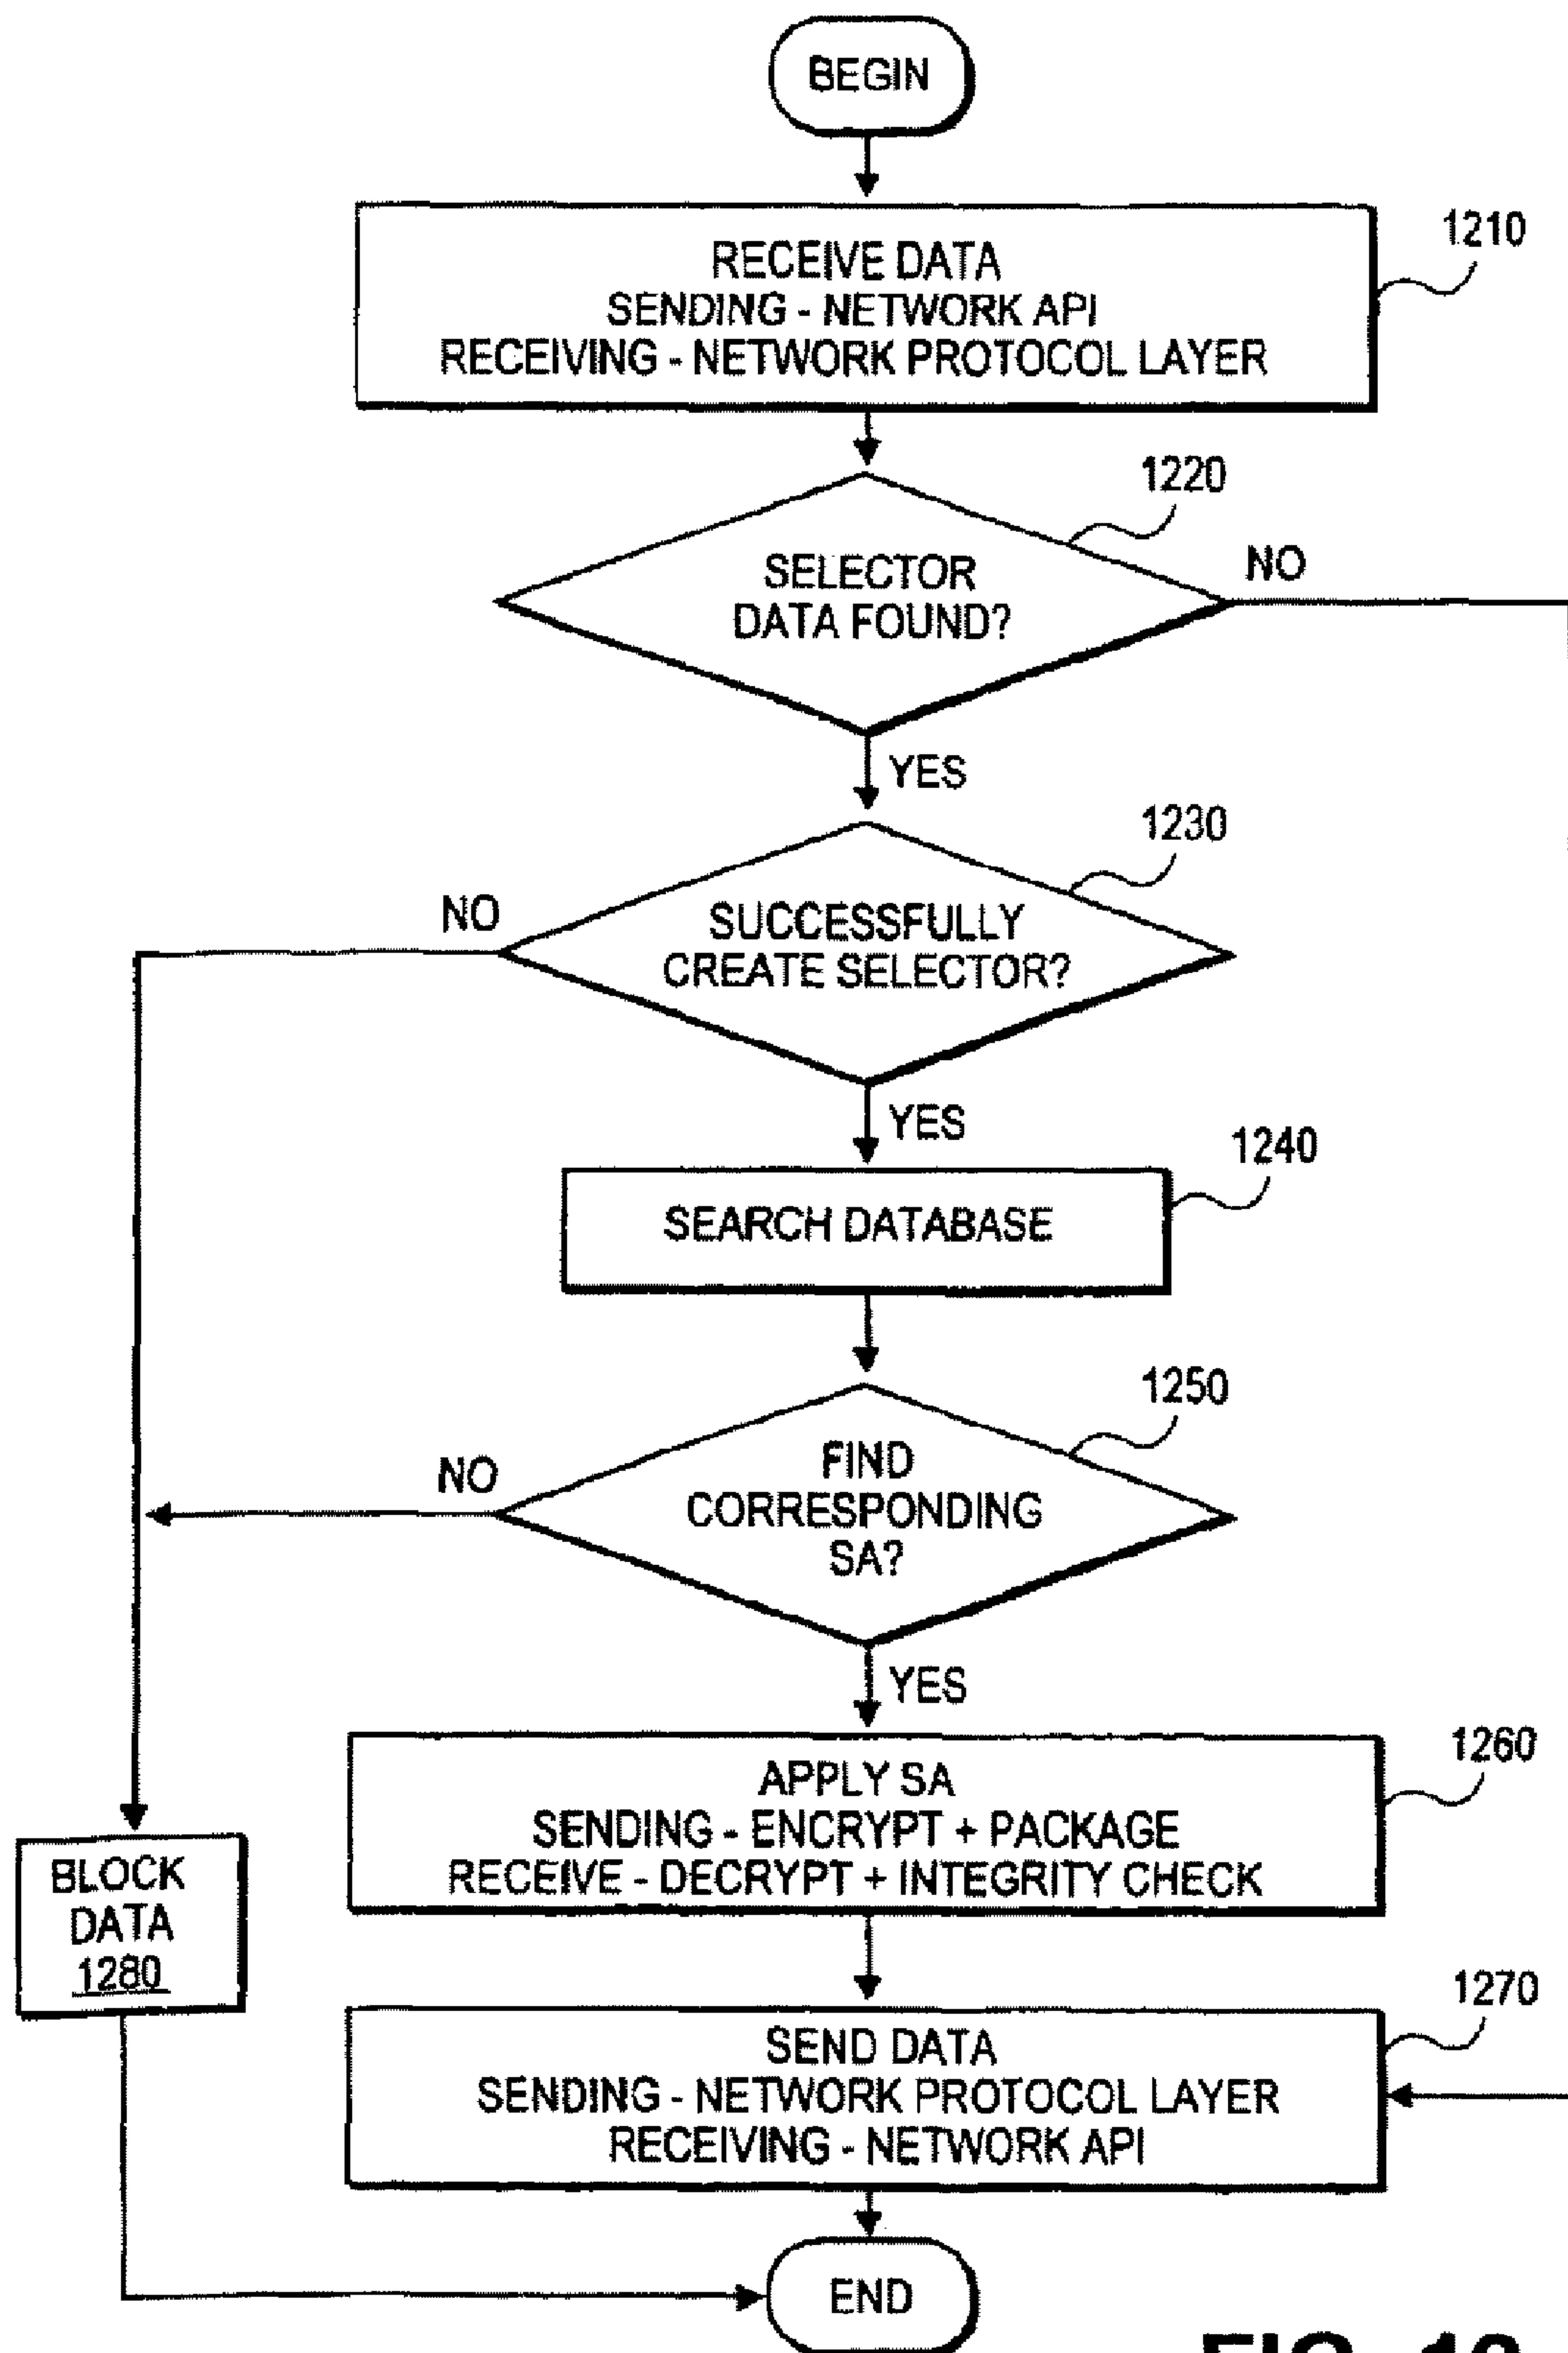 BEGIN
RECEIVE DATA
SENDING - NETWORK API
RECEIVING - NETWORK PROTOCOL LAYER
1210
SELECTOR
DATA FOUND?
1220
NO
YES
SUCCESSFULLY
CREATE SELECTOR?
1230
NO
YES
SEARCH DATABASE
1240
FIND
CORRESPONDING
SA?
1250
NO
YES
APPLY SA
SENDING - ENCRYPT + PACKAGE
RECEIVE - DECRYPT + INTEGRITY CHECK
1260
BLOCK
DATA
1280
SEND DATA
SENDING - NETWORK PROTOCOL LAYER
RECEIVING - NETWORK API
1270
END